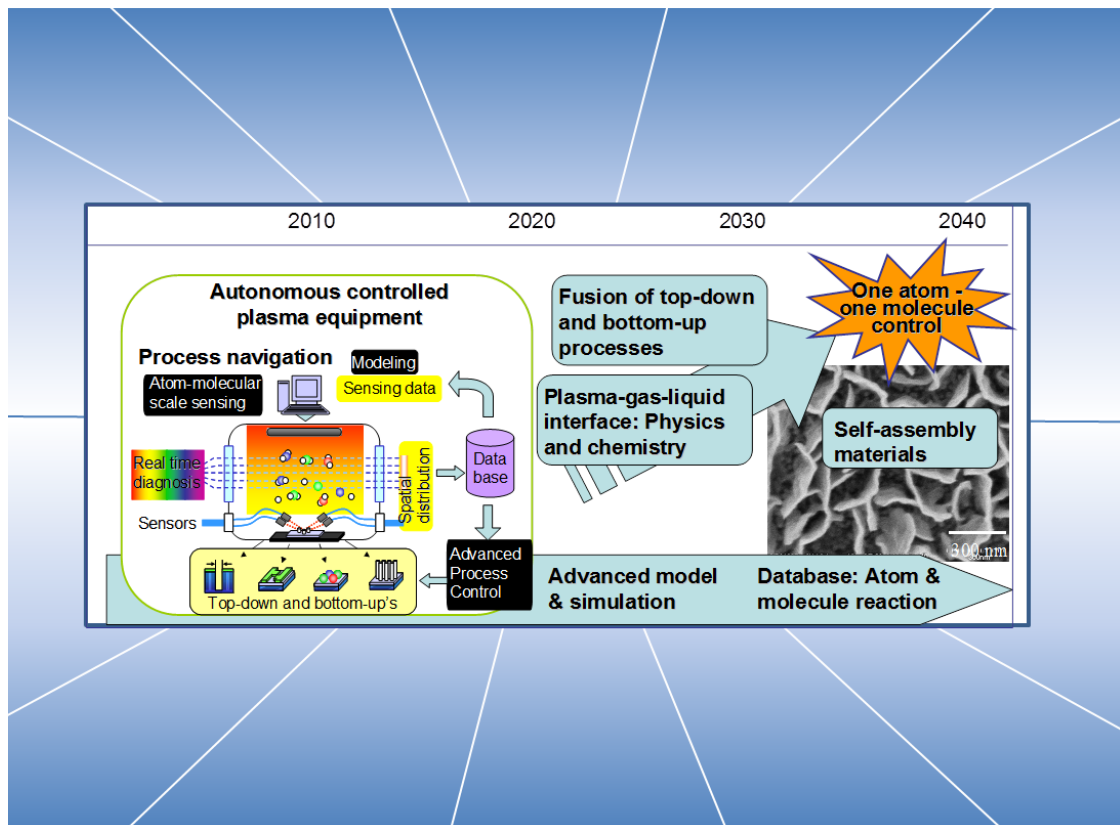 2010 2020 2030 2040
Autonomous controlled
plasma equipment
Process navigation
Atom-molecular
scale sensing
Modeling
Sensing data
Real time
diagnosis
Sensors
Spatial
distribution
Data
base
Advanced
Process
Control
Top-down and bottom-up's
Fusion of top-down
and bottom-up
processes
Plasma-gas-liquid
interface: Physics
and chemistry
One atom -
one molecule
control
Self-assembly
materials
300 nm
Advanced model
& simulation
Database: Atom &
molecule reaction